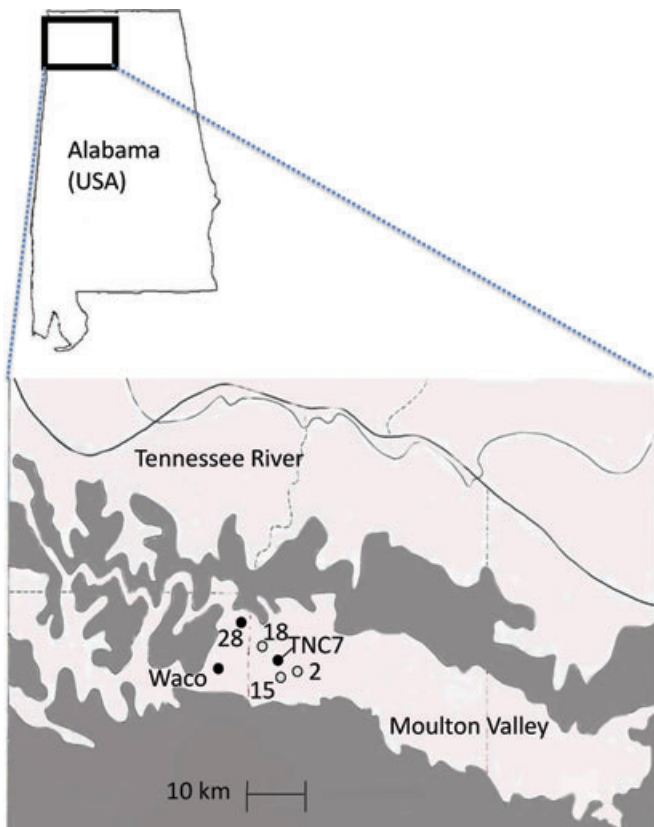 Alabama
(USA)
Tennessee River
28
18
TNC7
Waco
15
2
Moulton Valley
10 km